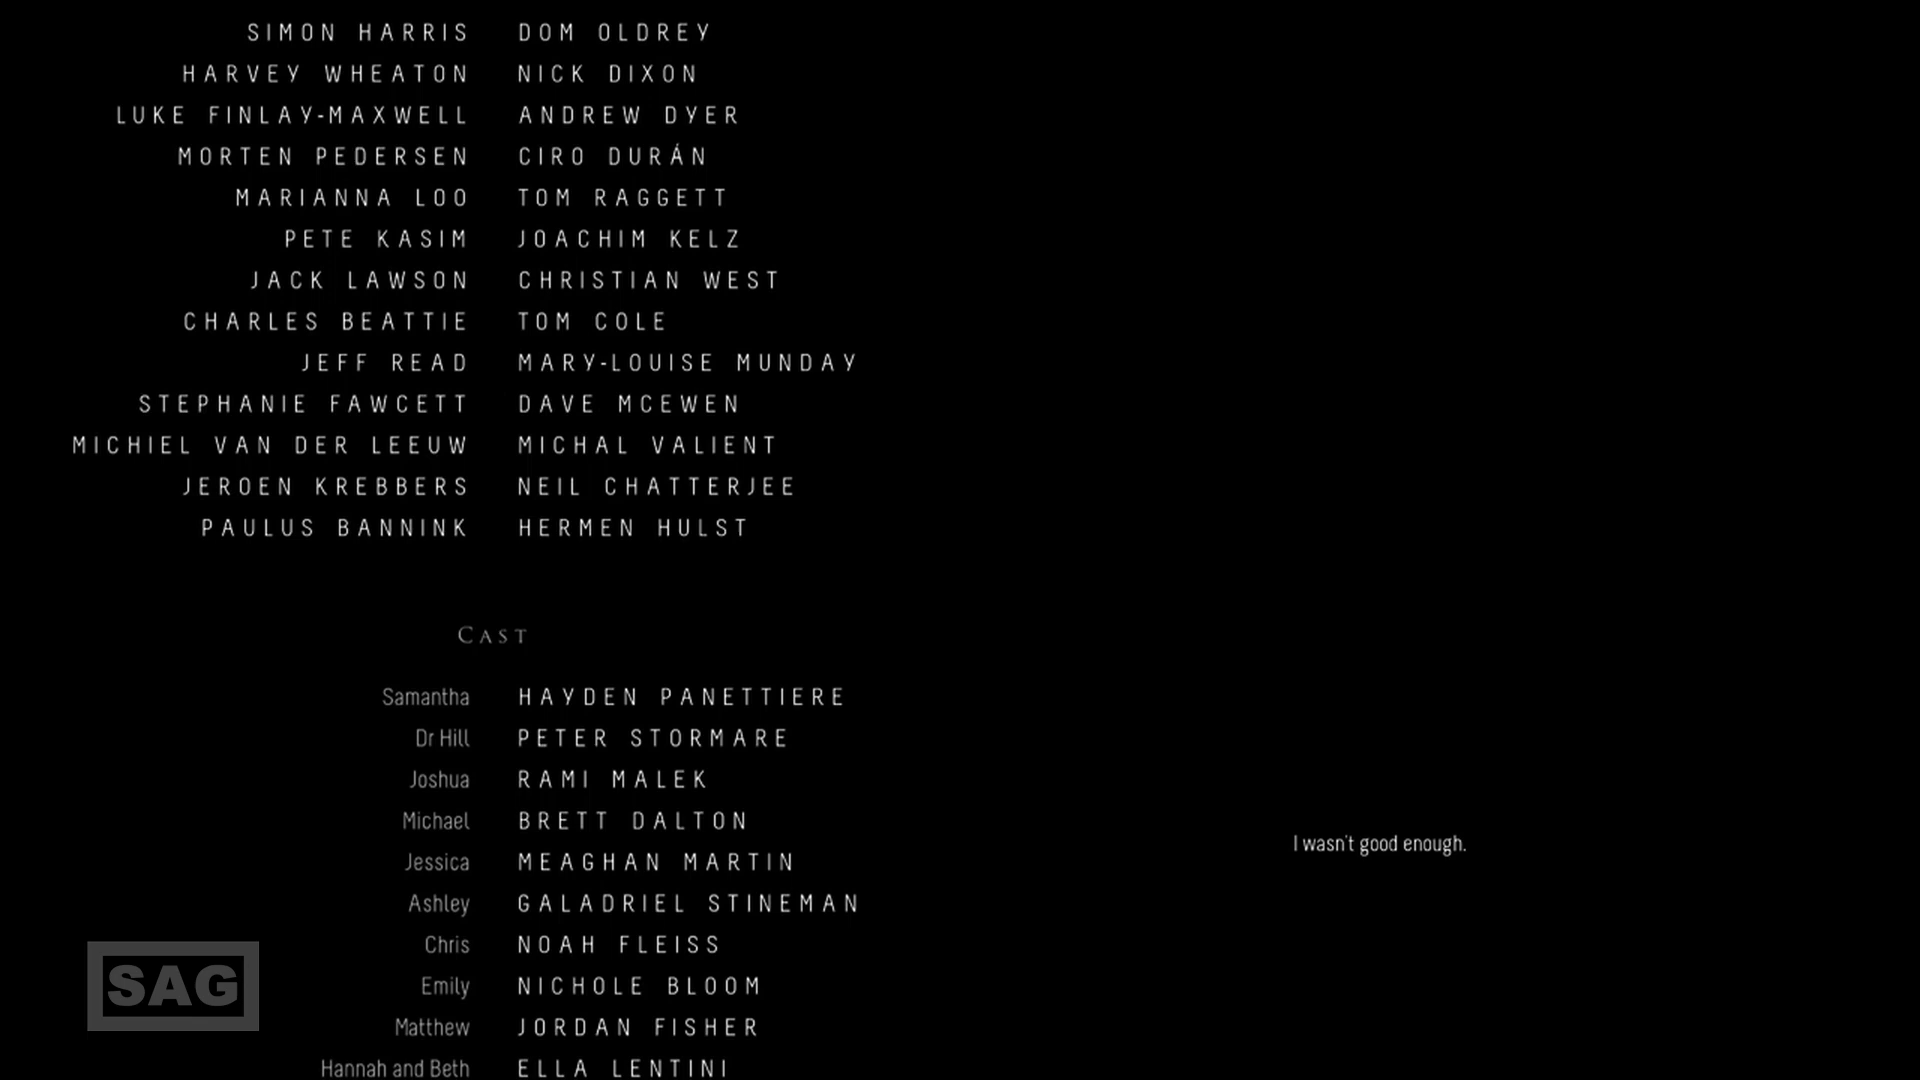 SIMON HARRIS DOM OLDREY
HARVEY WHEATON NICK DIXON
LUKE FINLAY-MAXWELL ANDREW DYER
MORTEN PEDERSEN CIRO DURÁN
MARIANNA LOO TOM RAGGETT
PETE KASIM JOACHIM KELZ
JACK LAWSON CHRISTIAN WEST
CHARLES BEATTIE TOM COLE
JEFF READ MARY-LOUISE MUNDAY
STEPHANIE FAWCETT DAVE MCEWEN
MICHIEL VAN DER LEEUW MICHAL VALIENT
JEROEN KREBBERS NEIL CHATTERJEE
PAULUS BANNINK HERMEN HULST
CAST
Samantha HAYDEN PANETTIERE
Dr Hill PETER STORMARE
Joshua RAMI MALEK
Michael BRETT DALTON
Jessica MEAGHAN MARTIN
Ashley GALADRIEL STINEMAN
Chris NOAH FLEISS
Emily NICHOLE BLOOM
Matthew JORDAN FISHER
Hannah and Beth ELLA LENTINI
I wasn't good enough.
SAG